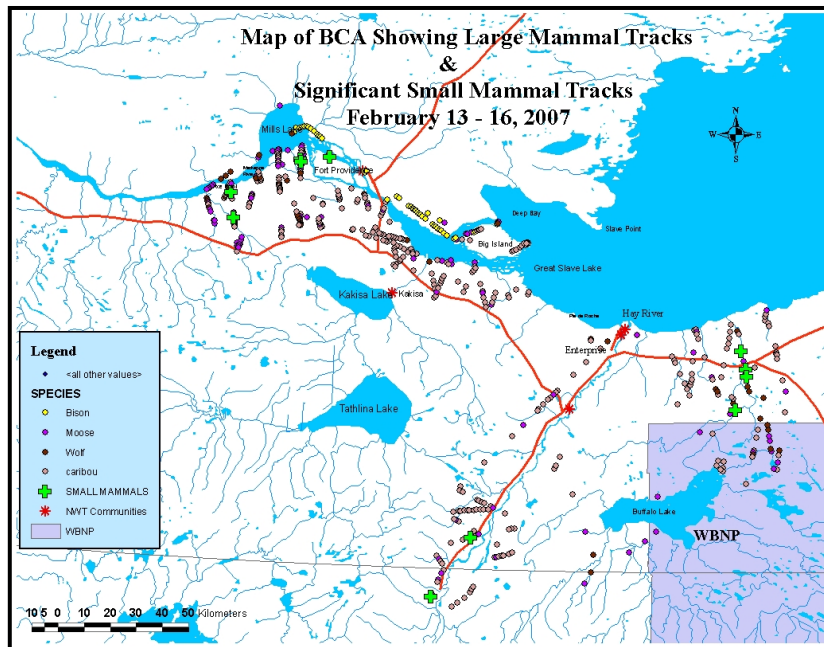 Map of BCA Showing Large Mammal Tracks
&
Significant Small Mammal Tracks
February 13 - 16, 2007
Mills Lake
N
W E
S
Fort Providence
Deep Bay
Slave Point
Big Island
Great Slave Lake
Kakisa Lake
Kakisa
Hay River
Enterprise
Tathlina Lake
Buffalo Lake
WBNP
Legend
<all other values>
SPECIES
Bison
Moose
Wolf
caribou
SMALL MAMMALS
NWT Communities
WBNP
10 5 0 10 20 30 40 50 Kilometers